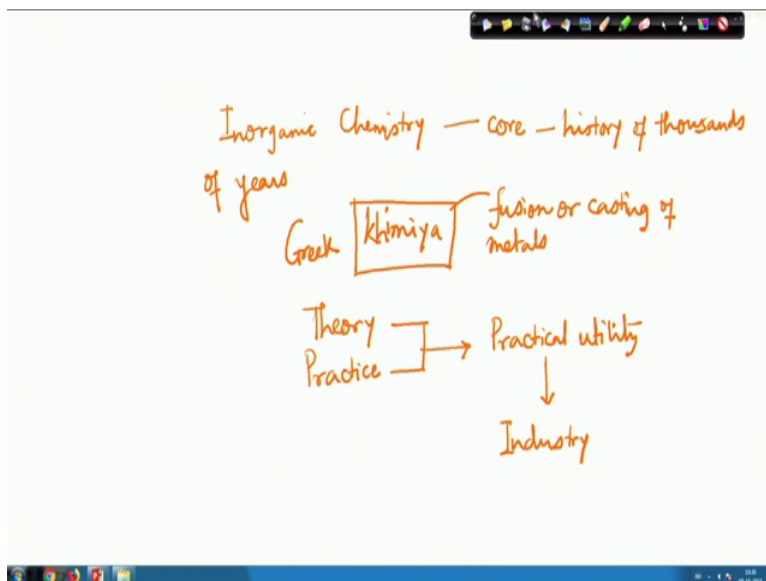 Inorganic Chemistry — core — history of thousands
of years
Greek khimiya fusion or casting of
metals
Theory
Practice
Practical utility
Industry